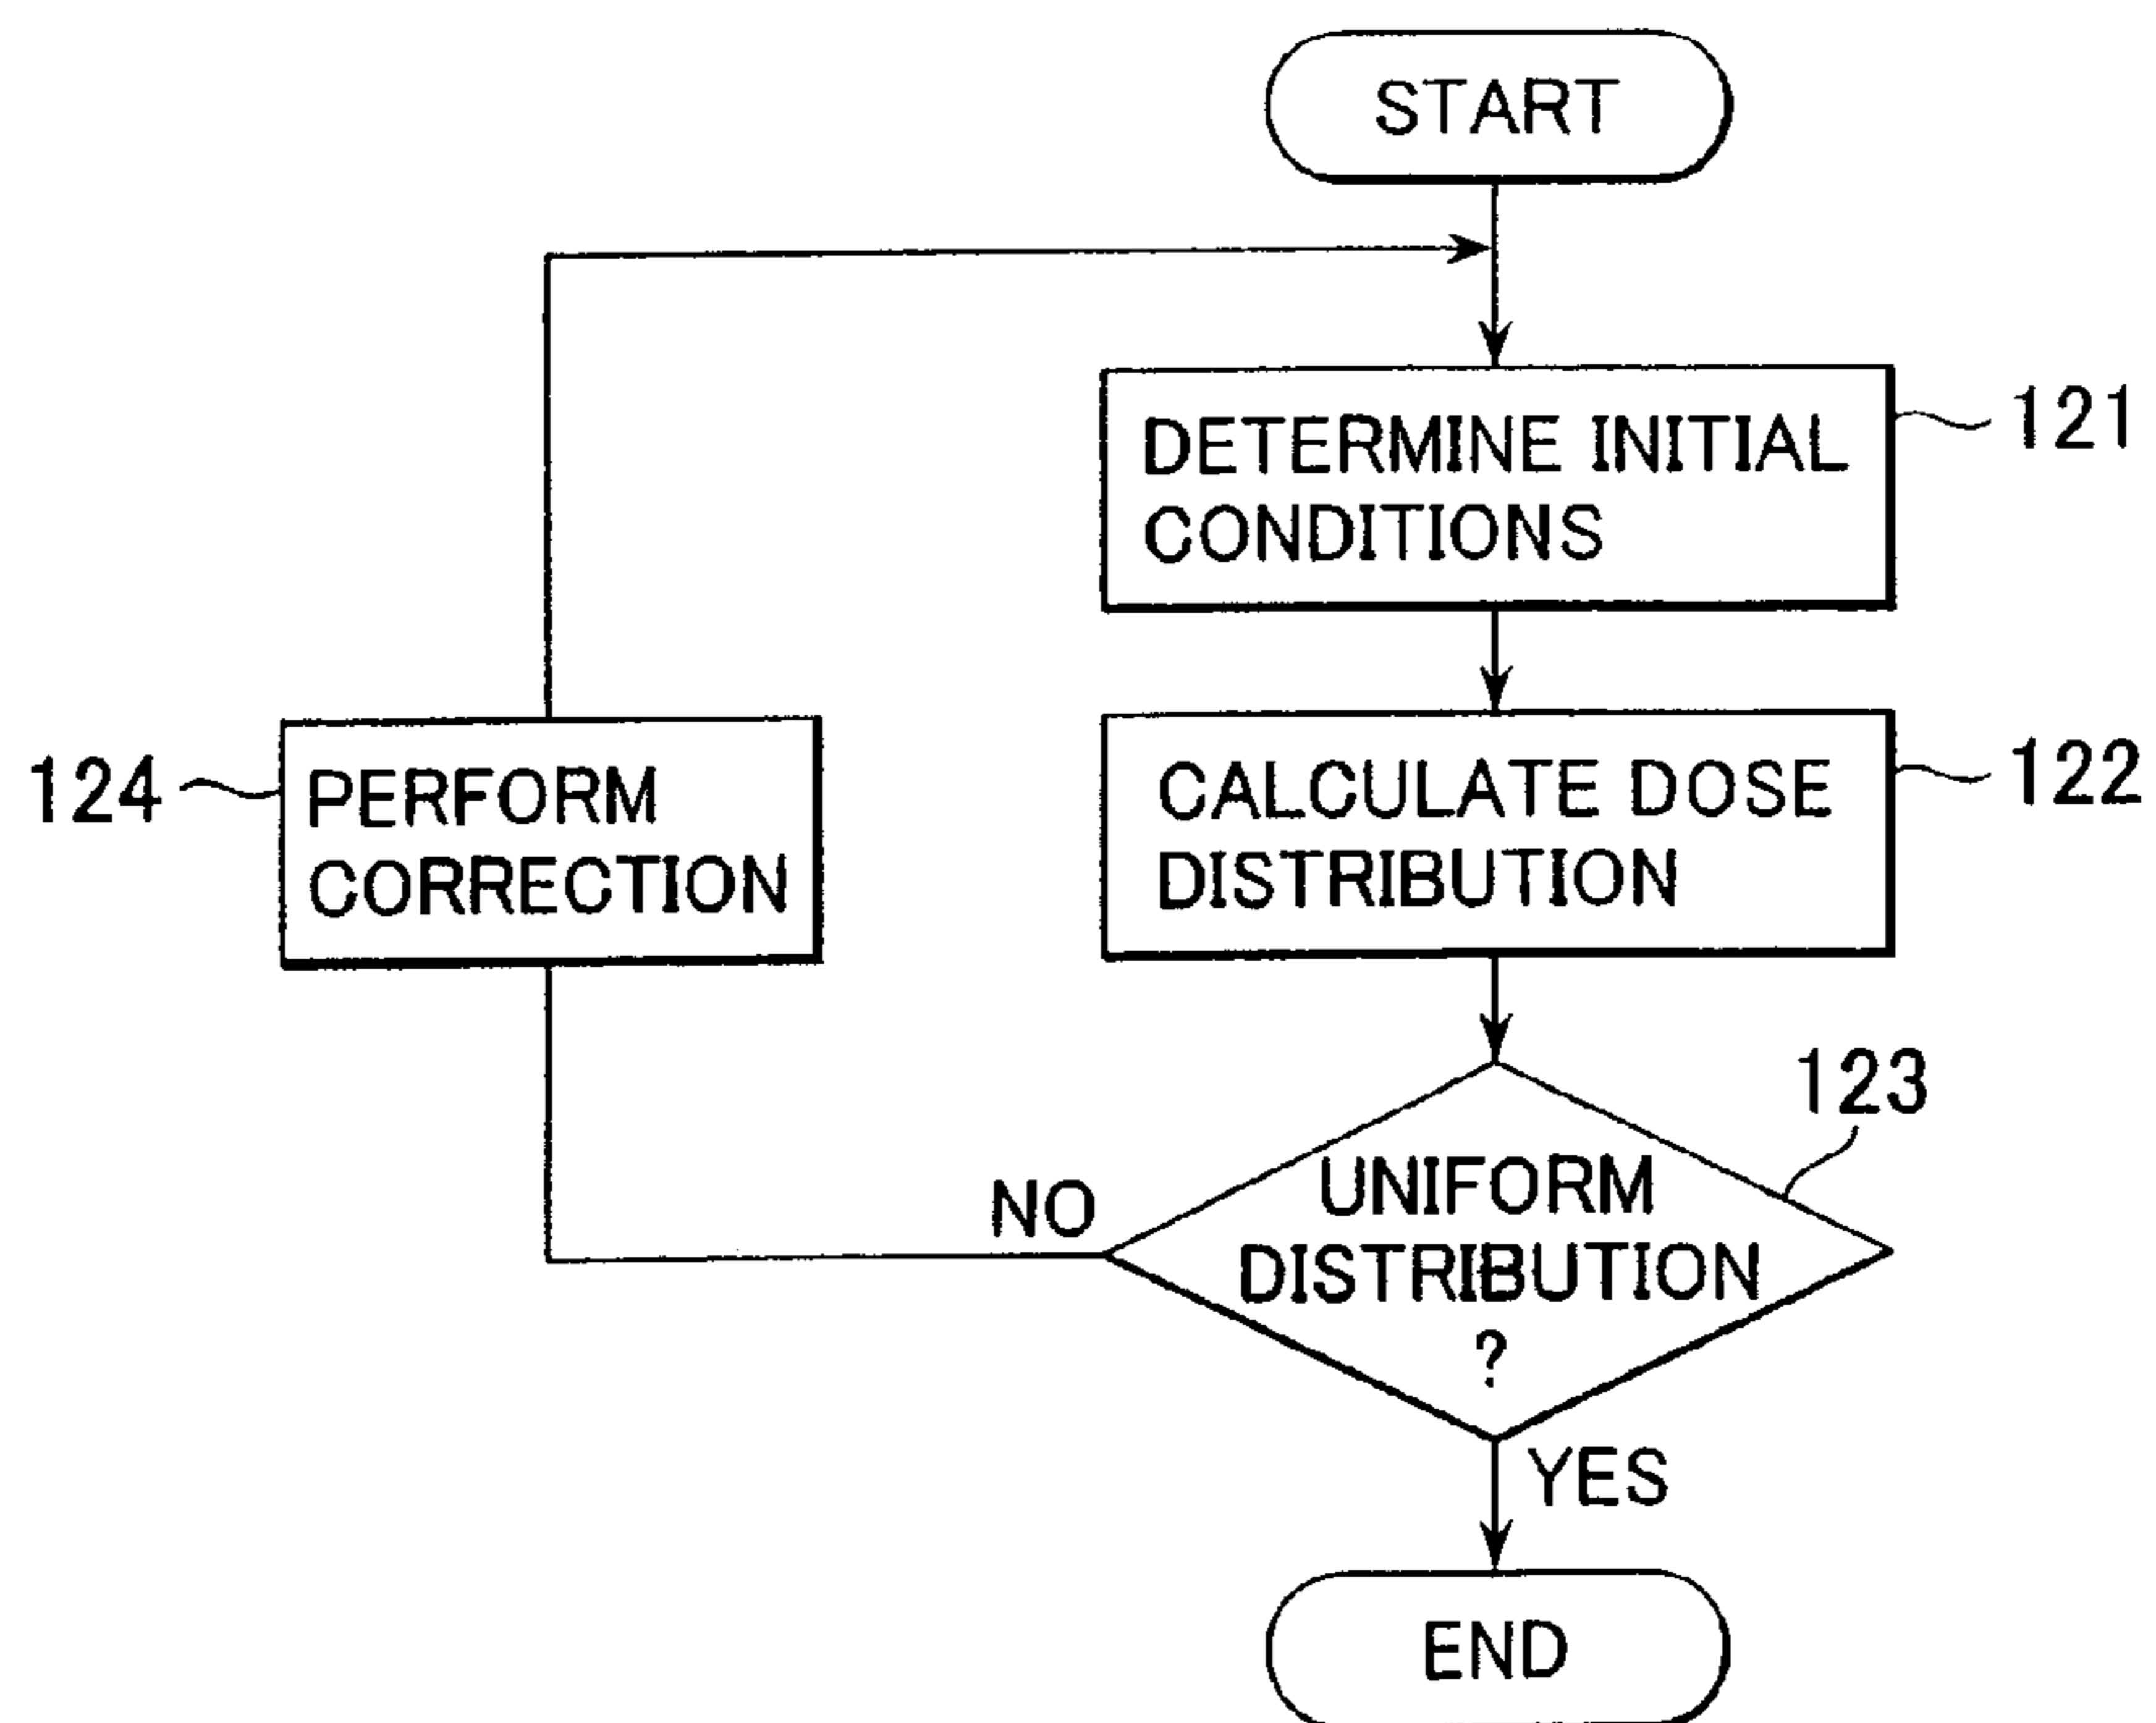 START
DETERMINE INITIAL
CONDITIONS
121
CALCULATE DOSE
DISTRIBUTION
122
124
PERFORM
CORRECTION
123
UNIFORM
DISTRIBUTION
?
NO
YES
END